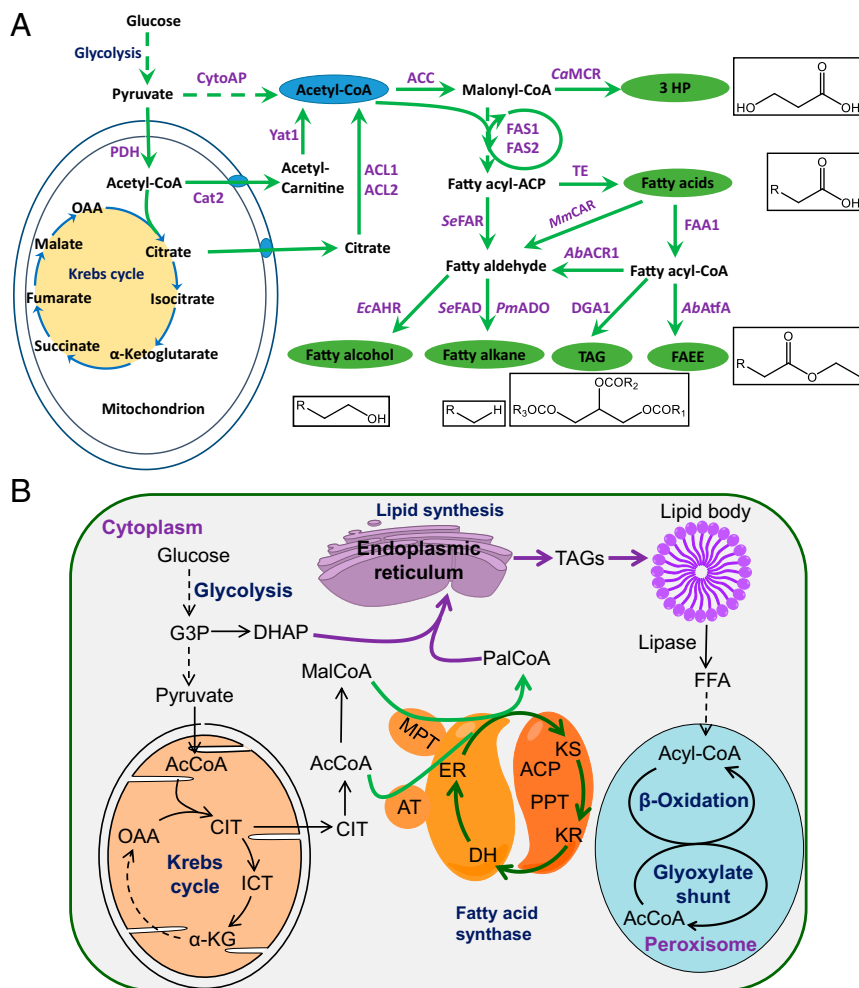 A
Glucose
Glycolysis
CytoAP
Pyruvate
Acetyl-CoA
ACC
Malonyl-CoA
CaMCR
3 HP
O
HO
OH
PDH
Yat1
FAS1
FAS2
Acetyl-CoA
Cat2
Acetyl-
Carnitine
ACL1
ACL2
Fatty acyl-ACP
TE
Fatty acids
O
R
OH
OAA
Malate
Citrate
Citrate
SeFAR
MmCAR
FAA1
Krebs cycle
Fatty aldehyde
AbACR1
Fatty acyl-CoA
Fumarate
Isocitrate
EcAHR
SeFAD
PmADO
DGA1
AbAtfA
Succinate
α-Ketoglutarate
Fatty alcohol
Fatty alkane
TAG
FAEE
O
R
O
Mitochondrion
R
OH
R
H
OCOR2
R3OCO
OCOR1
B
Cytoplasm
Lipid synthesis
Lipid body
Glucose
Endoplasmic
reticulum
TAGs
Glycolysis
G3P
DHAP
PalCoA
Lipase
FFA
MalCoA
Pyruvate
MPT
KS
AcCoA
AcCoA
ER
ACP
Acyl-CoA
AT
PPT
β-Oxidation
OAA
CIT
CIT
KR
DH
Krebs
cycle
ICT
Glyoxylate
shunt
α-KG
Fatty acid
synthase
AcCoA
Peroxisome